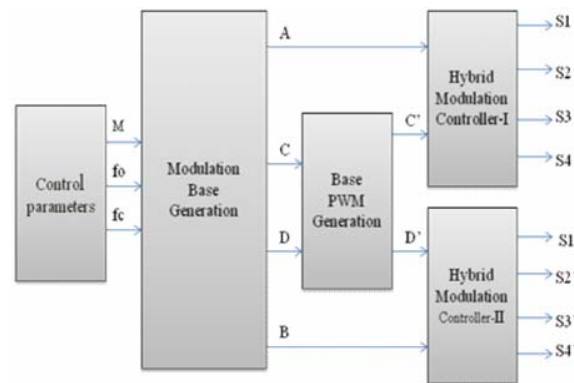 Control
parameters
M
fo
fc
Modulation
Base
Generation
A
C
D
B
Base
PWM
Generation
C'
D'
Hybrid
Modulation
Controller-I
S1
S2
S3
S4
Hybrid
Modulation
Controller-II
S1'
S2'
S3'
S4'